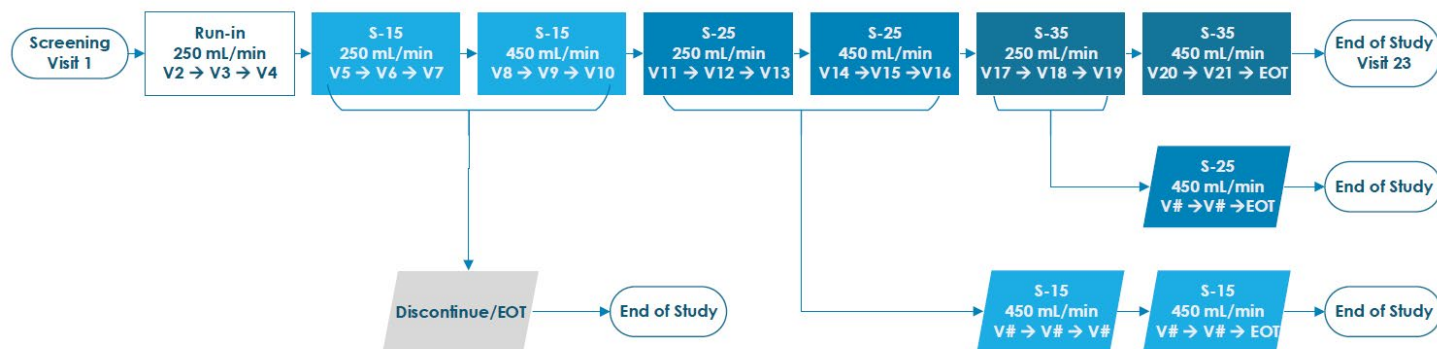 Screening
Visit 1
Run-in
250 mL/min
V2 → V3 → V4
S-15
250 mL/min
V5 → V6 → V7
S-15
450 mL/min
V8 → V9 → V10
S-25
250 mL/min
V11 → V12 → V13
S-25
450 mL/min
V14 →V15 →V16
S-35
250 mL/min
V17 → V18 → V19
S-35
450 mL/min
V20 → V21 → EOT
End of Study
Visit 23
S-25
450 mL/min
V# →V# →EOT
End of Study
Discontinue/EOT
End of Study
S-15
450 mL/min
V# → V# → V#
S-15
450 mL/min
V# → V# → EOT
End of Study